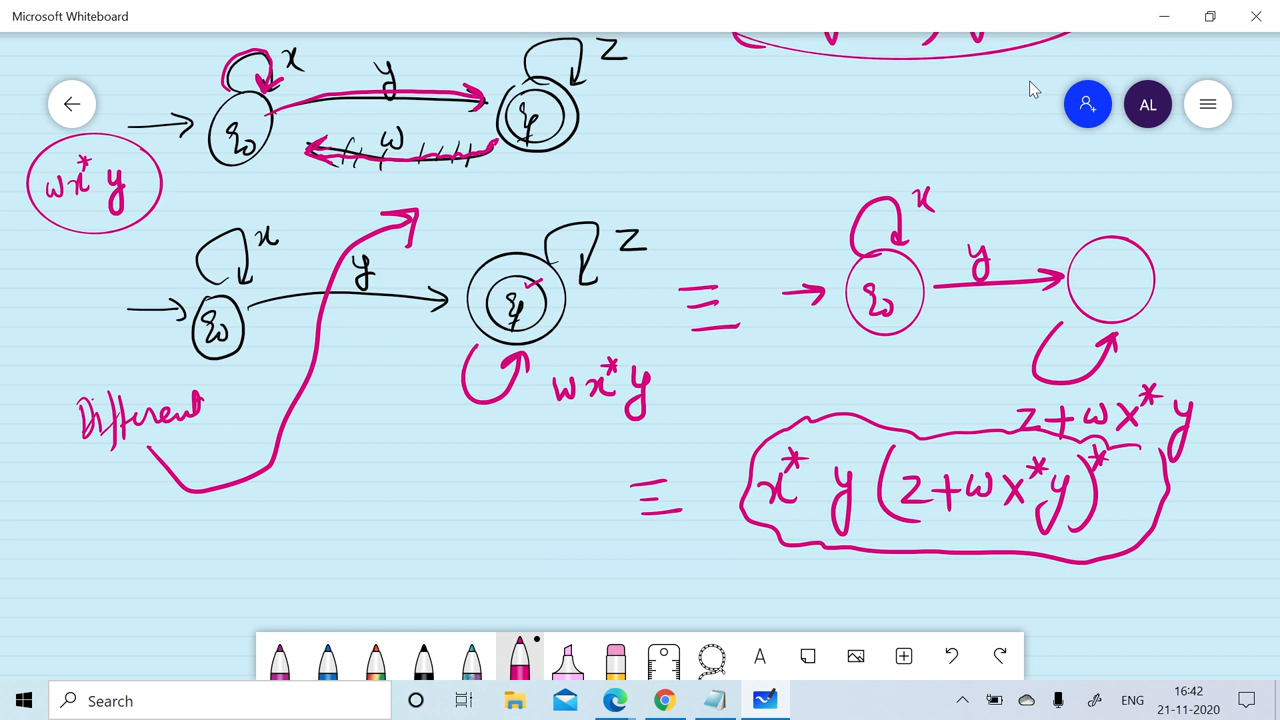 Microsoft Whiteboard
x
y
z
q₀
qf
w
wx* y
AL
x
y
z
q₀
qf
wx* y
≡
x
y
q₀
z+wx* y
Different
≡ x* y (z+wx*y)*
A
Search
ENG
16:42
21-11-2020